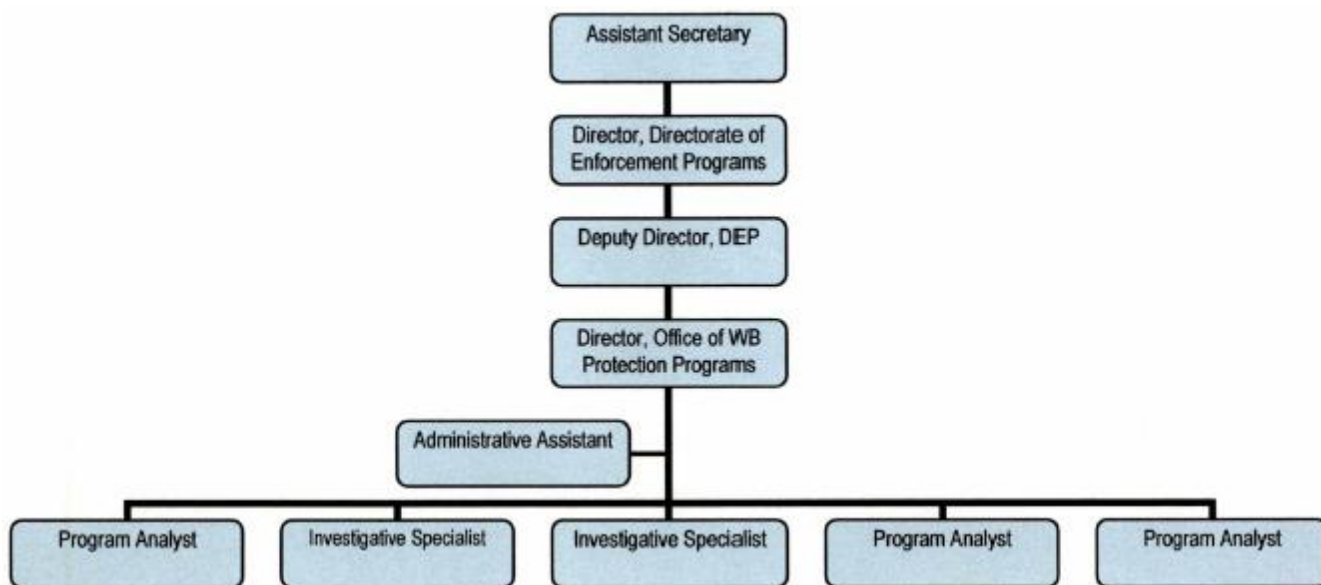 Assistant Secretary
Director, Directorate of
Enforcement Programs
Deputy Director, DEP
Director, Office of WB
Protection Programs
Administrative Assistant
Program Analyst
Investigative Specialist
Investigative Specialist
Program Analyst
Program Analyst